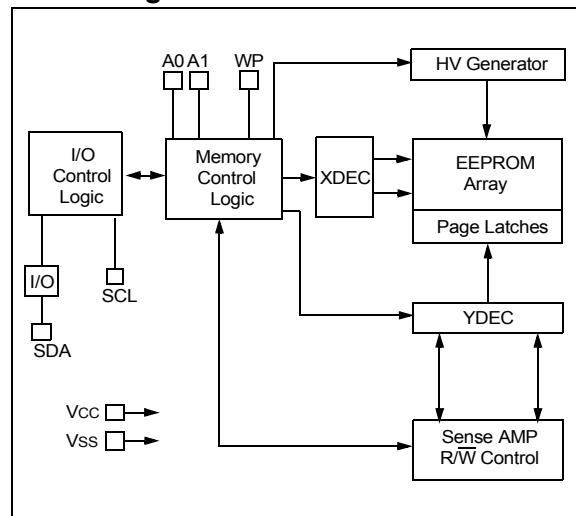 A0 A1 WP
HV Generator
I/O
Control
Logic
Memory
Control
Logic
XDEC
EEPROM
Array
Page Latches
I/O
SCL
SDA
YDEC
VCC
VSS
Sense AMP
R/W̅ Control